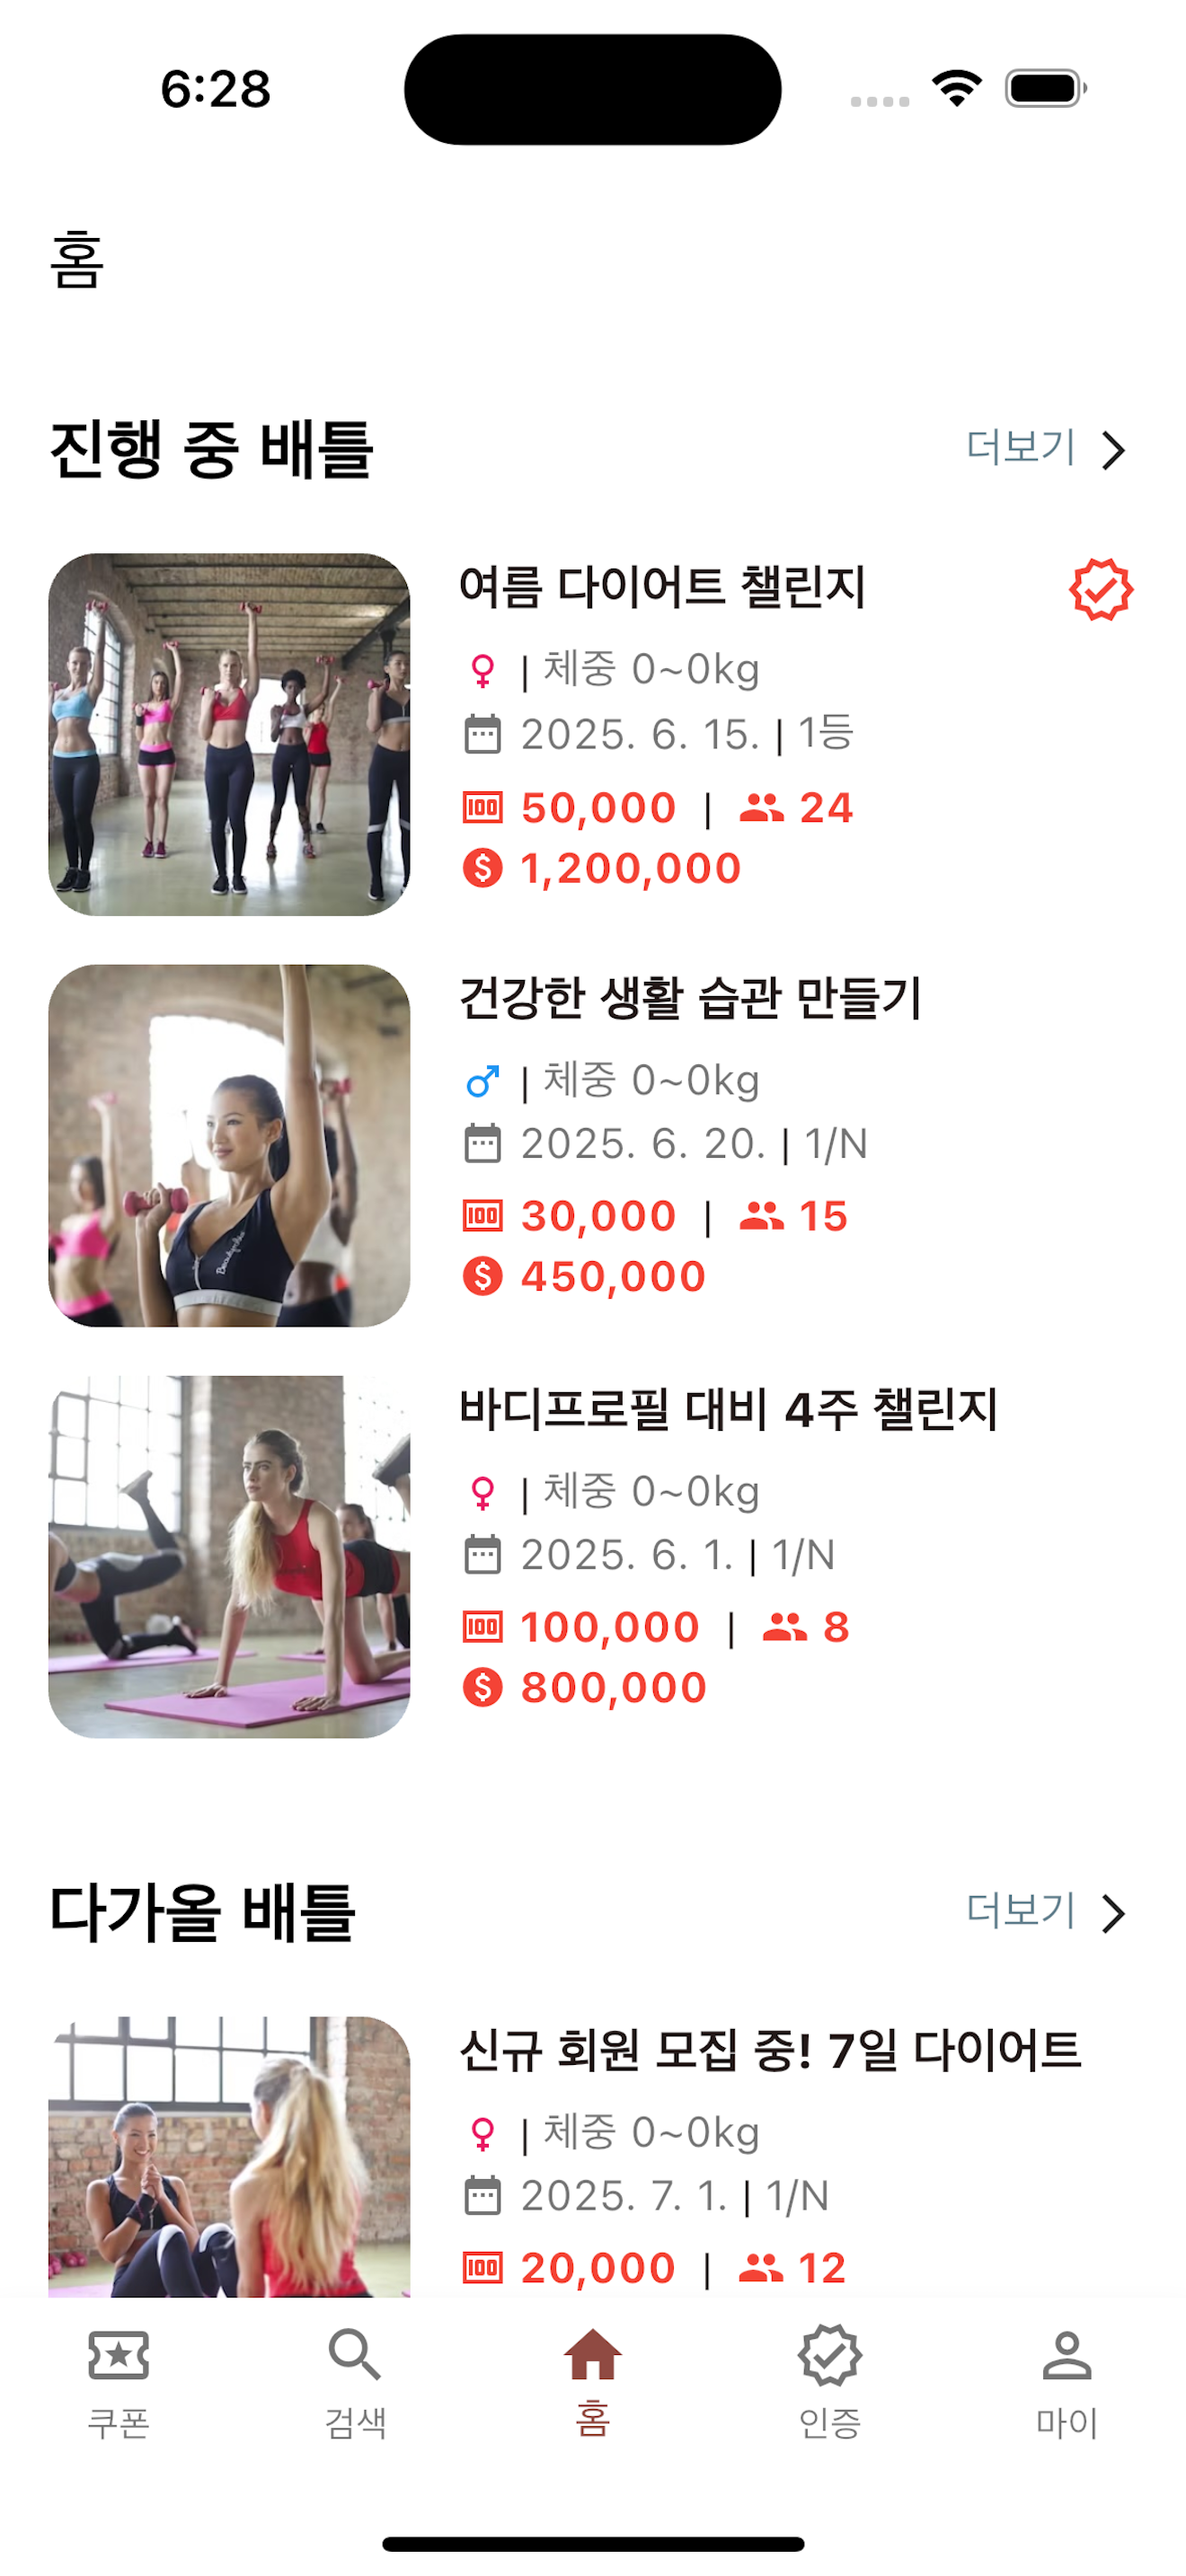 6:28
홈
진행 중 배틀 더보기
여름 다이어트 챌린지
| 체중 0~0kg
2025. 6. 15. | 1등
100 50,000 | 24
$ 1,200,000
건강한 생활 습관 만들기
| 체중 0~0kg
2025. 6. 20. | 1/N
100 30,000 | 15
$ 450,000
바디프로필 대비 4주 챌린지
| 체중 0~0kg
2025. 6. 1. | 1/N
100 100,000 | 8
$ 800,000
다가올 배틀 더보기
신규 회원 모집 중! 7일 다이어트
| 체중 0~0kg
2025. 7. 1. | 1/N
100 20,000 | 12
쿠폰 검색 홈 인증 마이